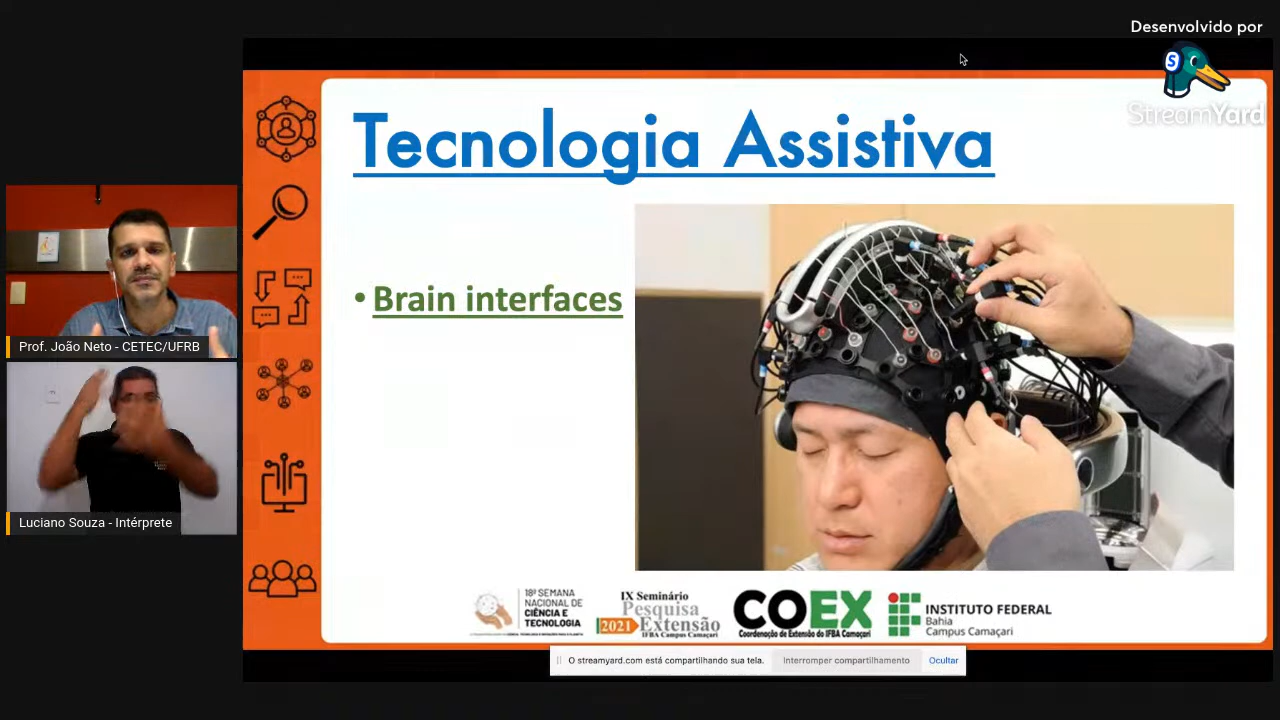 Desenvolvido por
StreamYard
Tecnologia Assistiva
• Brain interfaces
Prof. João Neto - CETEC/UFRB
Luciano Souza - Intérprete
18ª SEMANA
NACIONAL DE
CIÊNCIA E
TECNOLOGIA
IX Seminário
Pesquisa
2021 Extensão
IFBA Campus Camaçari
COEX
Coordenação de Extensão do IFBA Camaçari
INSTITUTO FEDERAL
Bahia
Campus Camaçari
O streamyard.com está compartilhando sua tela.
Interromper compartilhamento
Ocultar